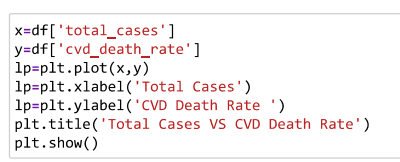 x=df['total_cases']
y=df['cvd_death_rate']
lp=plt.plot(x,y)
lp=plt.xlabel('Total Cases')
lp=plt.ylabel('CVD Death Rate ')
plt.title('Total Cases VS CVD Death Rate')
plt.show()